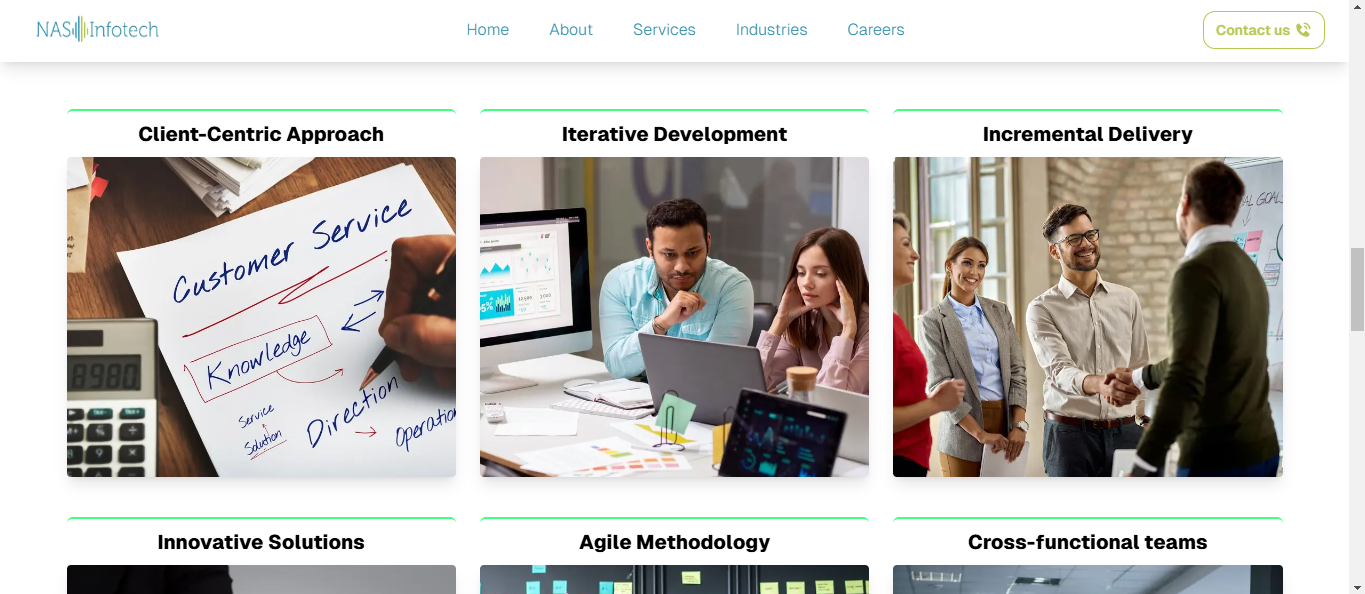 NAS Infotech
Home About Services Industries Careers
Contact us
Client-Centric Approach
Iterative Development
Incremental Delivery
Customer Service
Knowledge
Service
Solution
Direction
Operation
8980
Innovative Solutions
Agile Methodology
Cross-functional teams